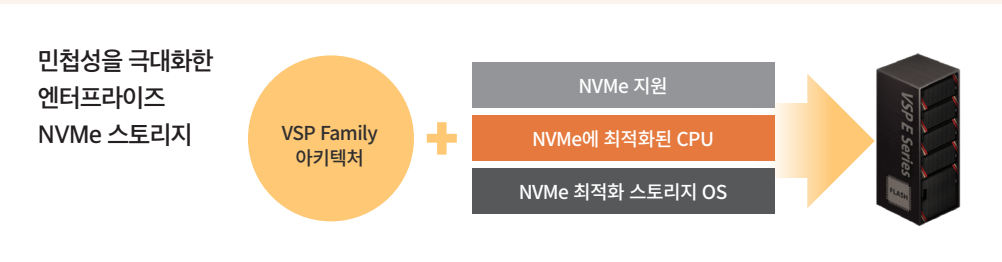 민첩성을 극대화한
엔터프라이즈
NVMe 스토리지
VSP Family
아키텍처
NVMe 지원
NVMe에 최적화된 CPU
NVMe 최적화 스토리지 OS
VSP E Series
FLASH